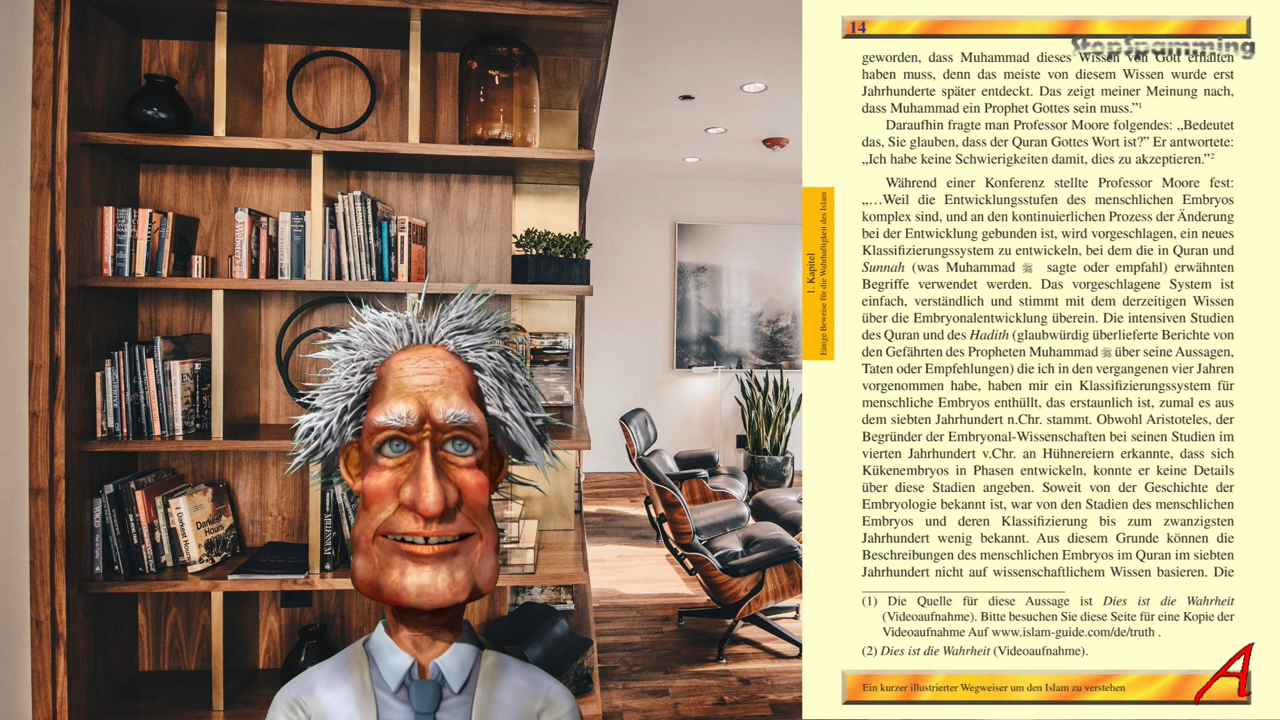 14
StopSpamming
geworden, dass Muhammad dieses Wissen von Gott erhalten
haben muss, denn das meiste von diesem Wissen wurde erst
Jahrhunderte später entdeckt. Das zeigt meiner Meinung nach,
dass Muhammad ein Prophet Gottes sein muss.”1
Daraufhin fragte man Professor Moore folgendes: „Bedeutet
das, Sie glauben, dass der Quran Gottes Wort ist?” Er antwortete:
„Ich habe keine Schwierigkeiten damit, dies zu akzeptieren.”2
Während einer Konferenz stellte Professor Moore fest:
„…Weil die Entwicklungsstufen des menschlichen Embryos
komplex sind, und an den kontinuierlichen Prozess der Änderung
bei der Entwicklung gebunden ist, wird vorgeschlagen, ein neues
Klassifizierungssystem zu entwickeln, bei dem die in Quran und
Sunnah (was Muhammad ﷺ sagte oder empfahl) erwähnten
Begriffe verwendet werden. Das vorgeschlagene System ist
einfach, verständlich und stimmt mit dem derzeitigen Wissen
über die Embryonalentwicklung überein. Die intensiven Studien
des Quran und des Hadith (glaubwürdig überlieferte Berichte von
den Gefährten des Propheten Muhammad ﷺ über seine Aussagen,
Taten oder Empfehlungen) die ich in den vergangenen vier Jahren
vorgenommen habe, haben mir ein Klassifizierungssystem für
menschliche Embryos enthüllt, das erstaunlich ist, zumal es aus
dem siebten Jahrhundert n.Chr. stammt. Obwohl Aristoteles, der
Begründer der Embryonal-Wissenschaften bei seinen Studien im
vierten Jahrhundert v.Chr. an Hühnereiern erkannte, dass sich
Kükenembryos in Phasen entwickeln, konnte er keine Details
über diese Stadien angeben. Soweit von der Geschichte der
Embryologie bekannt ist, war von den Stadien des menschlichen
Embryos und deren Klassifizierung bis zum zwanzigsten
Jahrhundert wenig bekannt. Aus diesem Grunde können die
Beschreibungen des menschlichen Embryos im Quran im siebten
Jahrhundert nicht auf wissenschaftlichem Wissen basieren. Die
(1) Die Quelle für diese Aussage ist Dies ist die Wahrheit
(Videoaufnahme). Bitte besuchen Sie diese Seite für eine Kopie der
Videoaufnahme Auf www.islam-guide.com/de/truth .
(2) Dies ist die Wahrheit (Videoaufnahme).
Ein kurzer illustrierter Wegweiser um den Islam zu verstehen
A
1. Kapitel
Einige Beweise für die Wahrhaftigkeit des Islam
Darkest
Hours